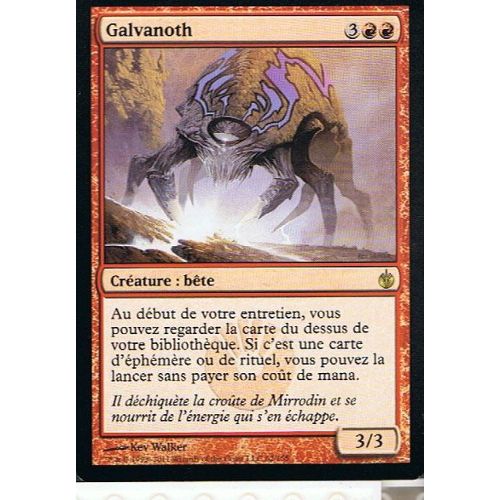 Galvanoth 3
Créature : bête
Au début de votre entretien, vous
pouvez regarder la carte du dessus de
votre bibliothèque. Si c'est une carte
d'éphémère ou de rituel, vous pouvez la
lancer sans payer son coût de mana.
Il déchiquète la croûte de Mirrodin et se
nourrit de l'énergie qui s'en échappe.
Kev Walker
3/3